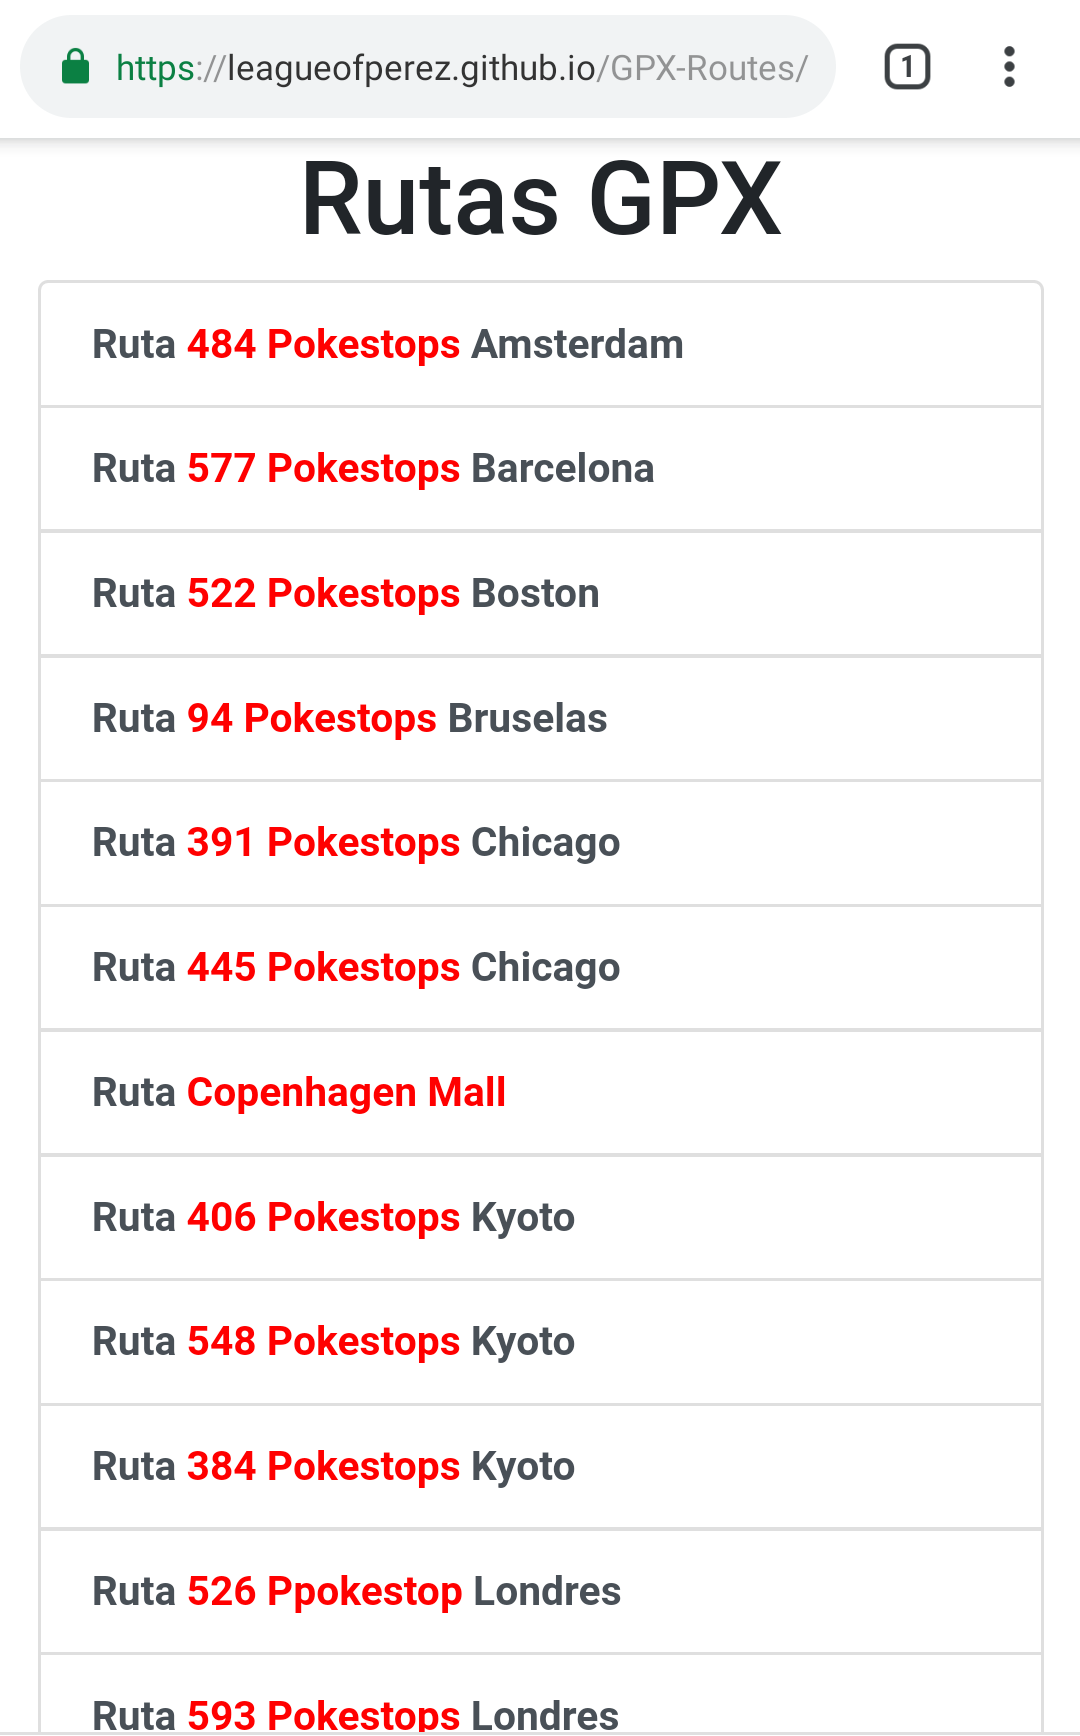 https://leagueofperez.github.io/GPX-Routes/
1
Rutas GPX
Ruta 484 Pokestops Amsterdam
Ruta 577 Pokestops Barcelona
Ruta 522 Pokestops Boston
Ruta 94 Pokestops Bruselas
Ruta 391 Pokestops Chicago
Ruta 445 Pokestops Chicago
Ruta Copenhagen Mall
Ruta 406 Pokestops Kyoto
Ruta 548 Pokestops Kyoto
Ruta 384 Pokestops Kyoto
Ruta 526 Ppokestop Londres
Ruta 593 Pokestops Londres